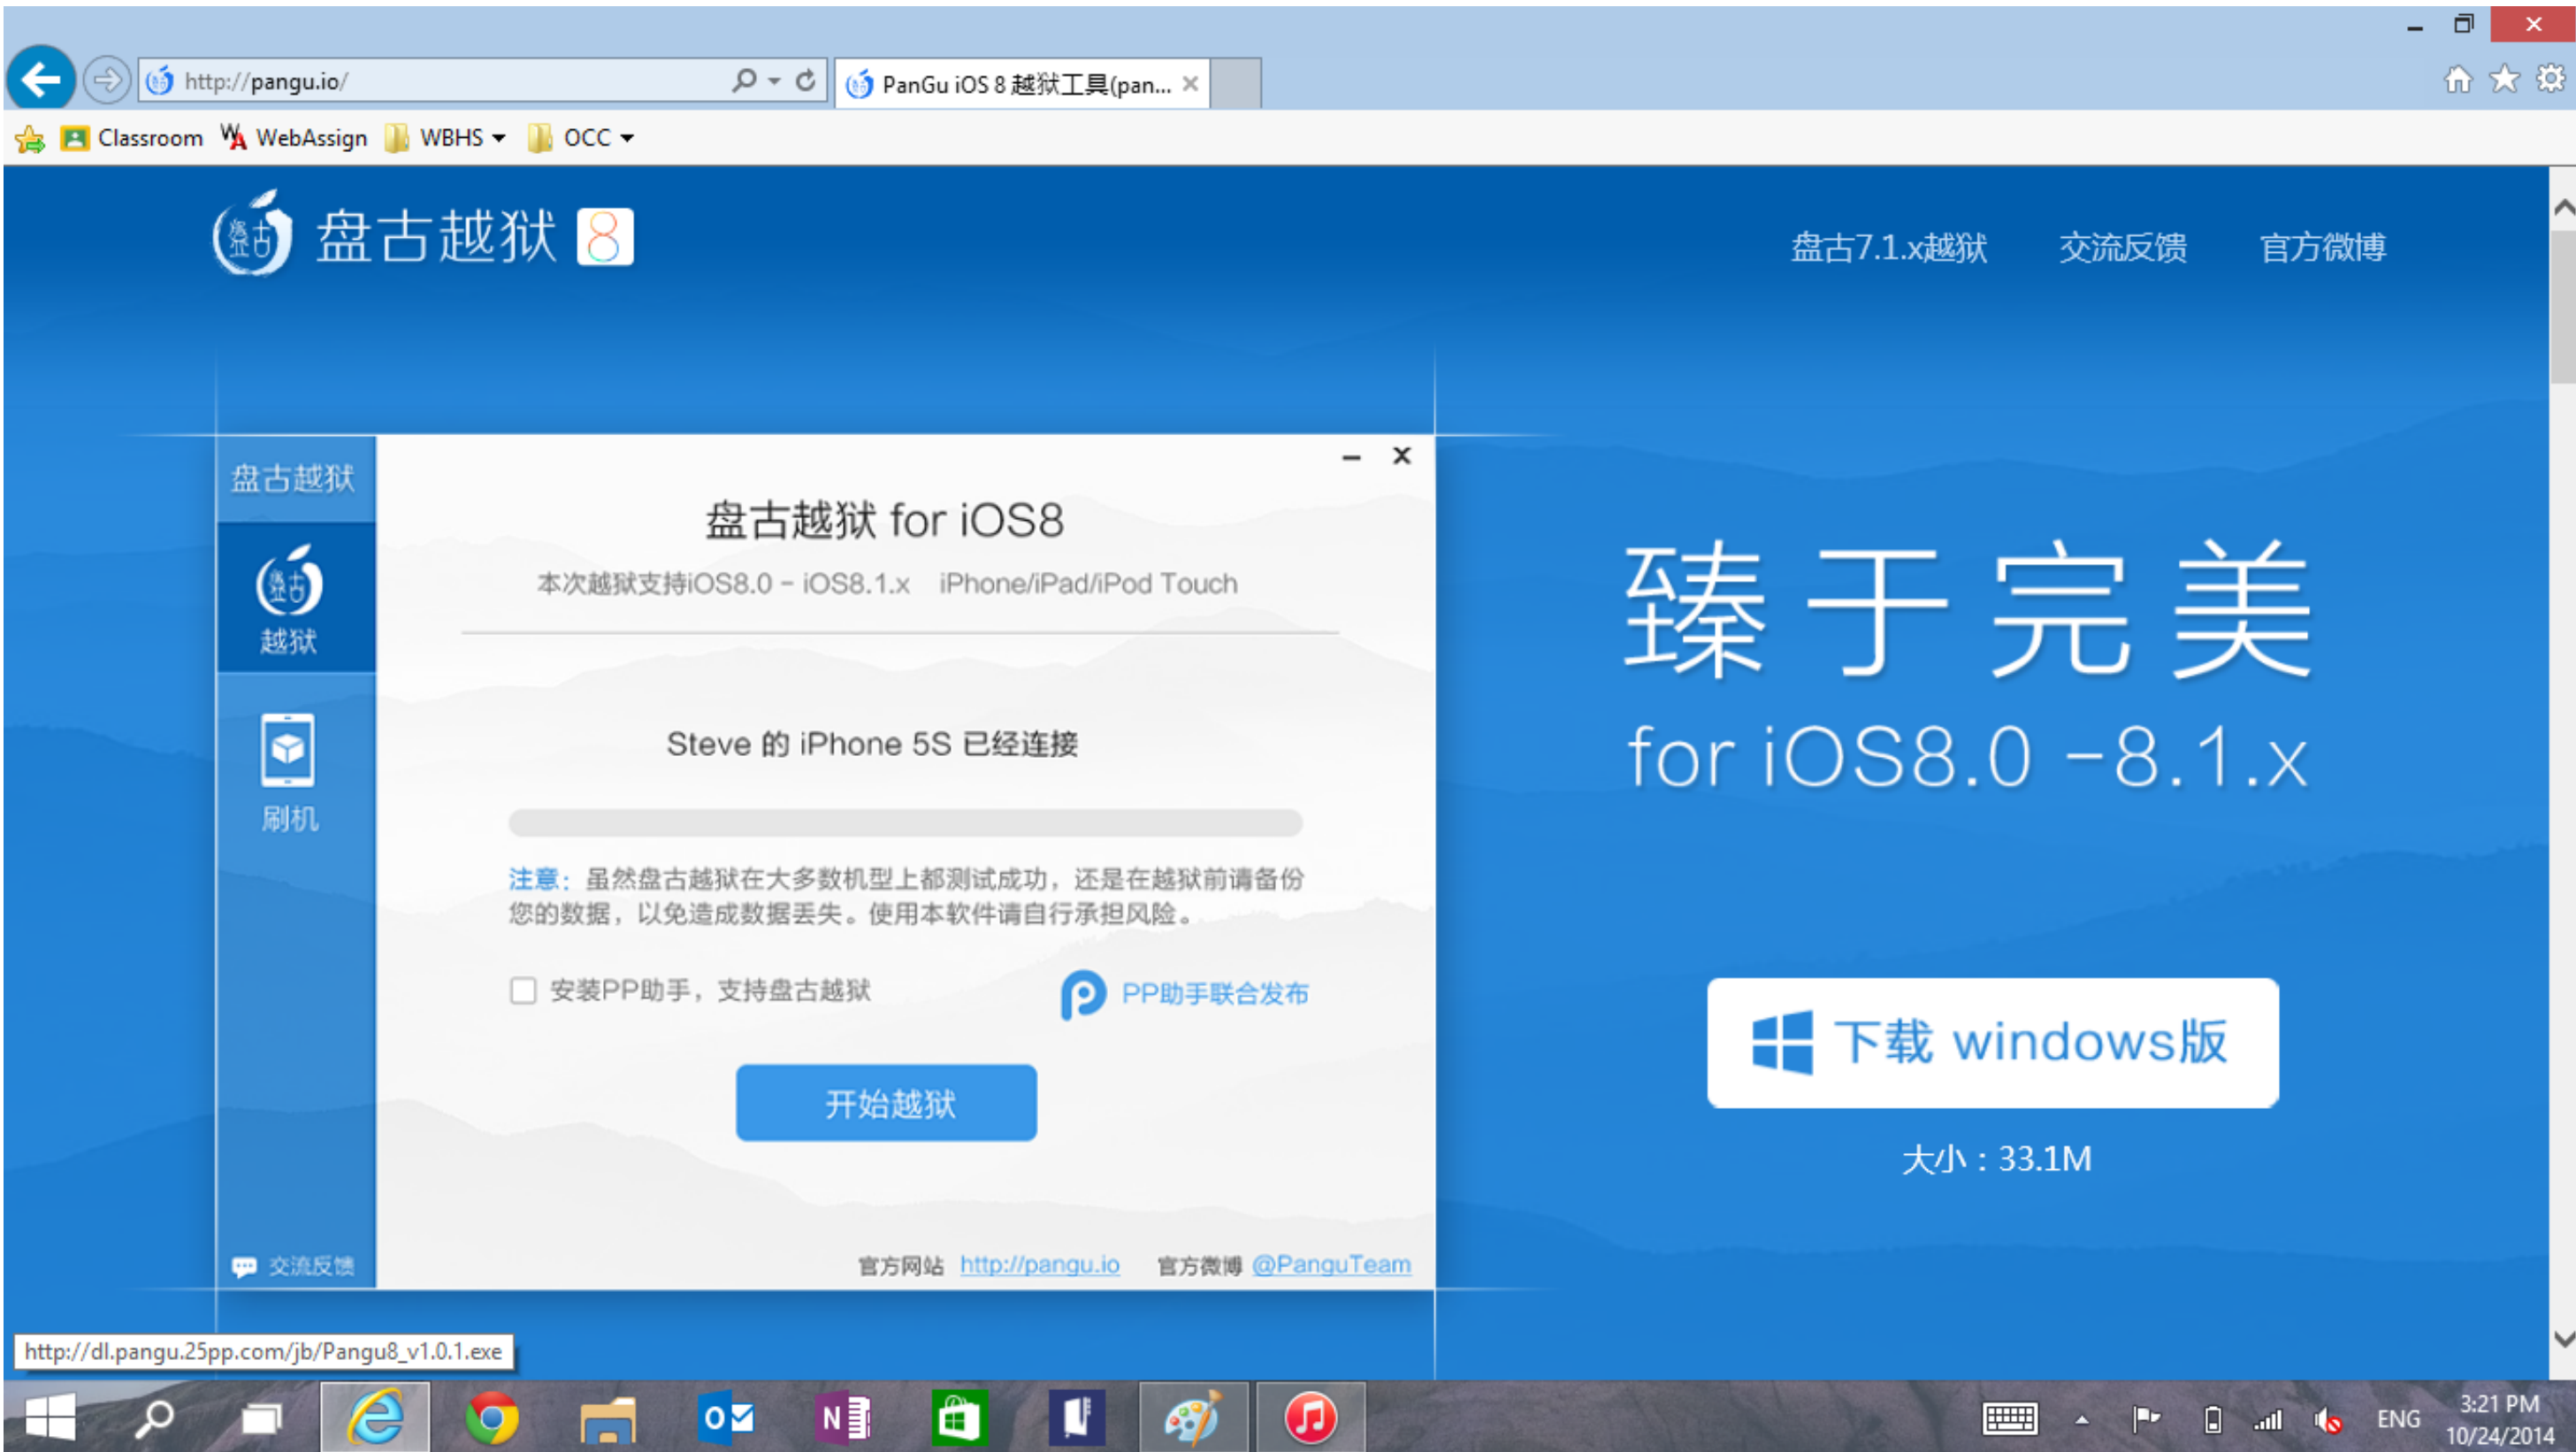 http://pangu.io/
PanGu iOS 8 越狱工具(pan...
Classroom
WebAssign
WBHS
OCC
盘古
盘古越狱 8
盘古7.1.x越狱
交流反馈
官方微博
盘古越狱
盘古
越狱
刷机
交流反馈
盘古越狱 for iOS8
本次越狱支持iOS8.0 - iOS8.1.x iPhone/iPad/iPod Touch
Steve 的 iPhone 5S 已经连接
注意：虽然盘古越狱在大多数机型上都测试成功，还是在越狱前请备份
您的数据，以免造成数据丢失。使用本软件请自行承担风险。
安装PP助手，支持盘古越狱
PP助手联合发布
开始越狱
官方网站 http://pangu.io 官方微博 @PanguTeam
臻于完美
for iOS8.0 -8.1.x
下载 windows版
大小：33.1M
http://dl.pangu.25pp.com/jb/Pangu8_v1.0.1.exe
ENG
3:21 PM
10/24/2014